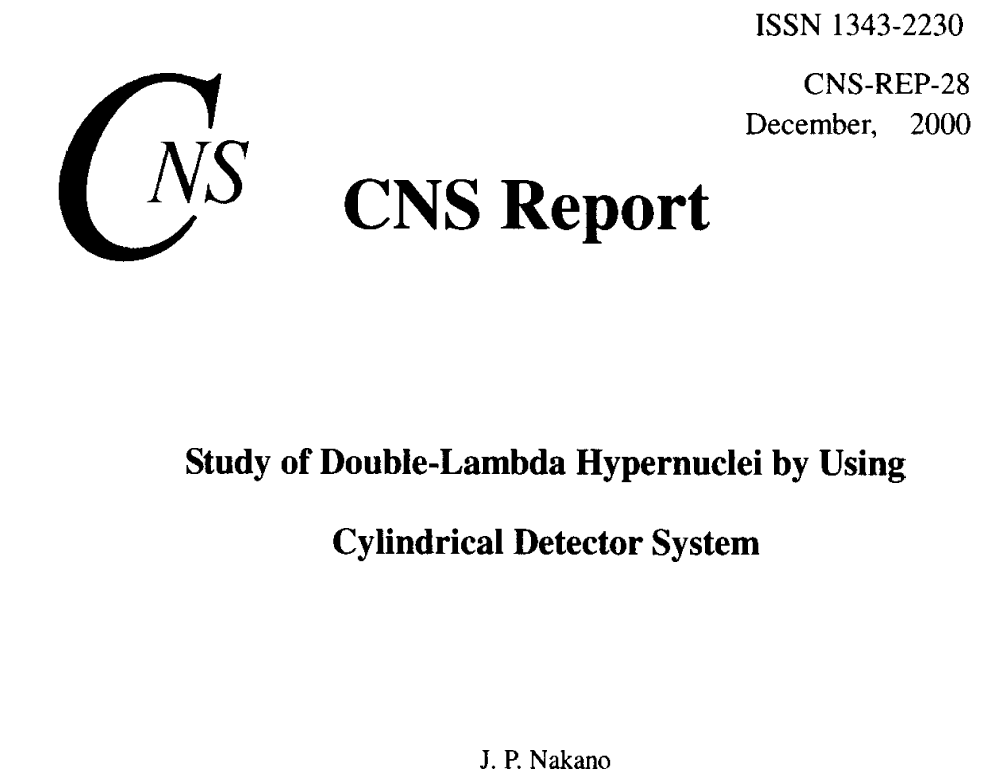 ISSN 1343-2230
CNS-REP-28
December, 2000
CNS
CNS Report
Study of Double-Lambda Hypernuclei by Using
Cylindrical Detector System
J. P. Nakano